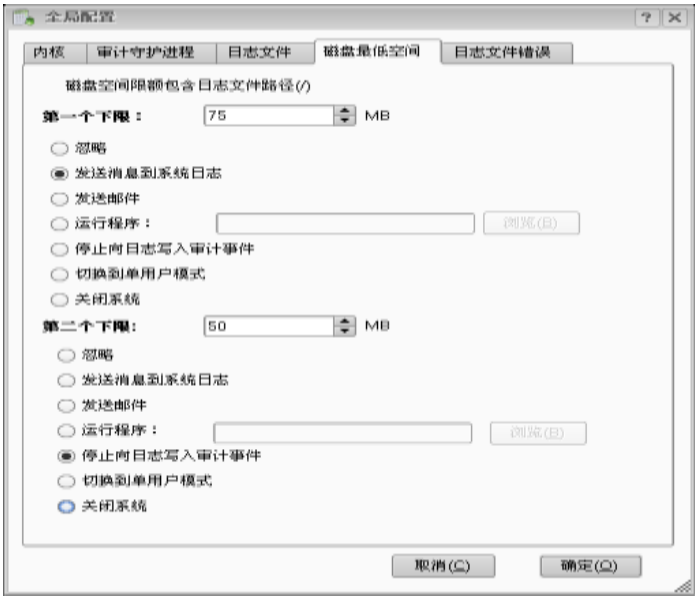 全局配置
内核 审计守护进程 日志文件 磁盘最低空间 日志文件错误
磁盘空间限额包含日志文件路径(/)
第一个下限： 75 MB
忽略
发送消息到系统日志
发送邮件
运行程序： 浏览(B)
停止向日志写入审计事件
切换到单用户模式
关闭系统
第二个下限: 50 MB
忽略
发送消息到系统日志
发送邮件
运行程序： 浏览(B)
停止向日志写入审计事件
切换到单用户模式
关闭系统
取消(C) 确定(O)